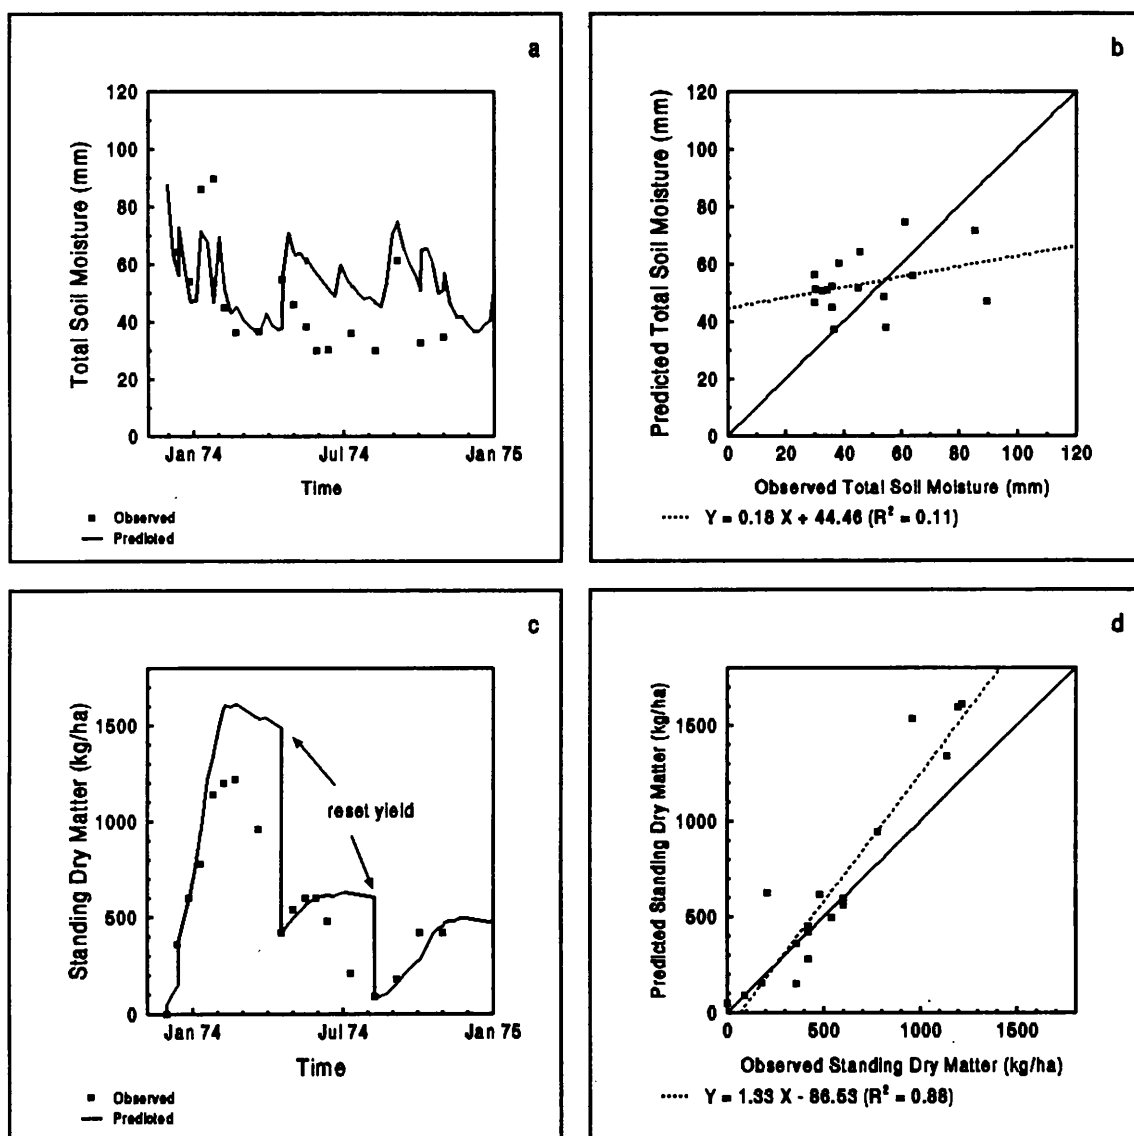 a
Total Soil Moisture (mm)
120
100
80
60
40
20
0
Jan 74 Jul 74 Jan 75
Time
Observed
Predicted
b
Predicted Total Soil Moisture (mm)
120
100
80
60
40
20
0
0 20 40 60 80 100 120
Observed Total Soil Moisture (mm)
Y = 0.18 X + 44.46 (R² = 0.11)
c
Standing Dry Matter (kg/ha)
1500
1000
500
0
reset yield
Jan 74 Jul 74 Jan 75
Time
Observed
Predicted
d
Predicted Standing Dry Matter (kg/ha)
1500
1000
500
0
0 500 1000 1500
Observed Standing Dry Matter (kg/ha)
Y = 1.33 X - 86.53 (R² = 0.88)